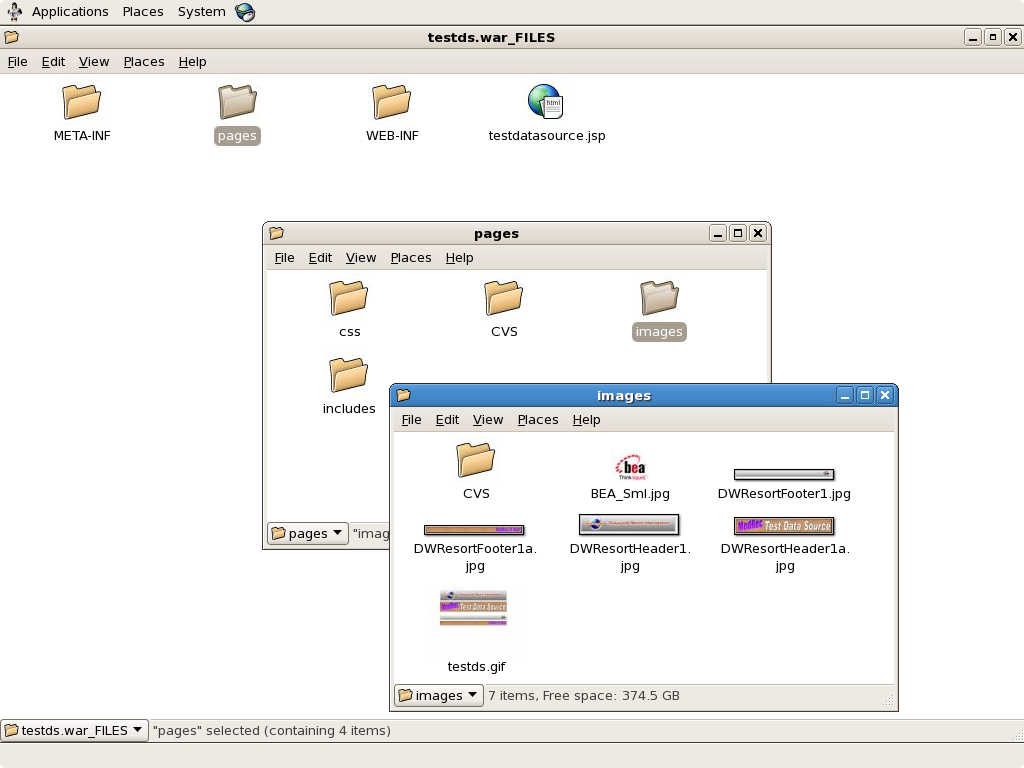 Applications Places System
testds.war_FILES
File Edit View Places Help
META-INF pages WEB-INF testdatasource.jsp
html
pages
File Edit View Places Help
css CVS images
includes
pages "imag
images
File Edit View Places Help
CVS BEA_Sml.jpg DWResortFooter1.jpg
bea
DWResortFooter1a.jpg DWResortHeader1.jpg DWResortHeader1a.jpg
MedRec Test Data Source
testds.gif
MedRec Test Data Source
images 7 items, Free space: 374.5 GB
testds.war_FILES "pages" selected (containing 4 items)